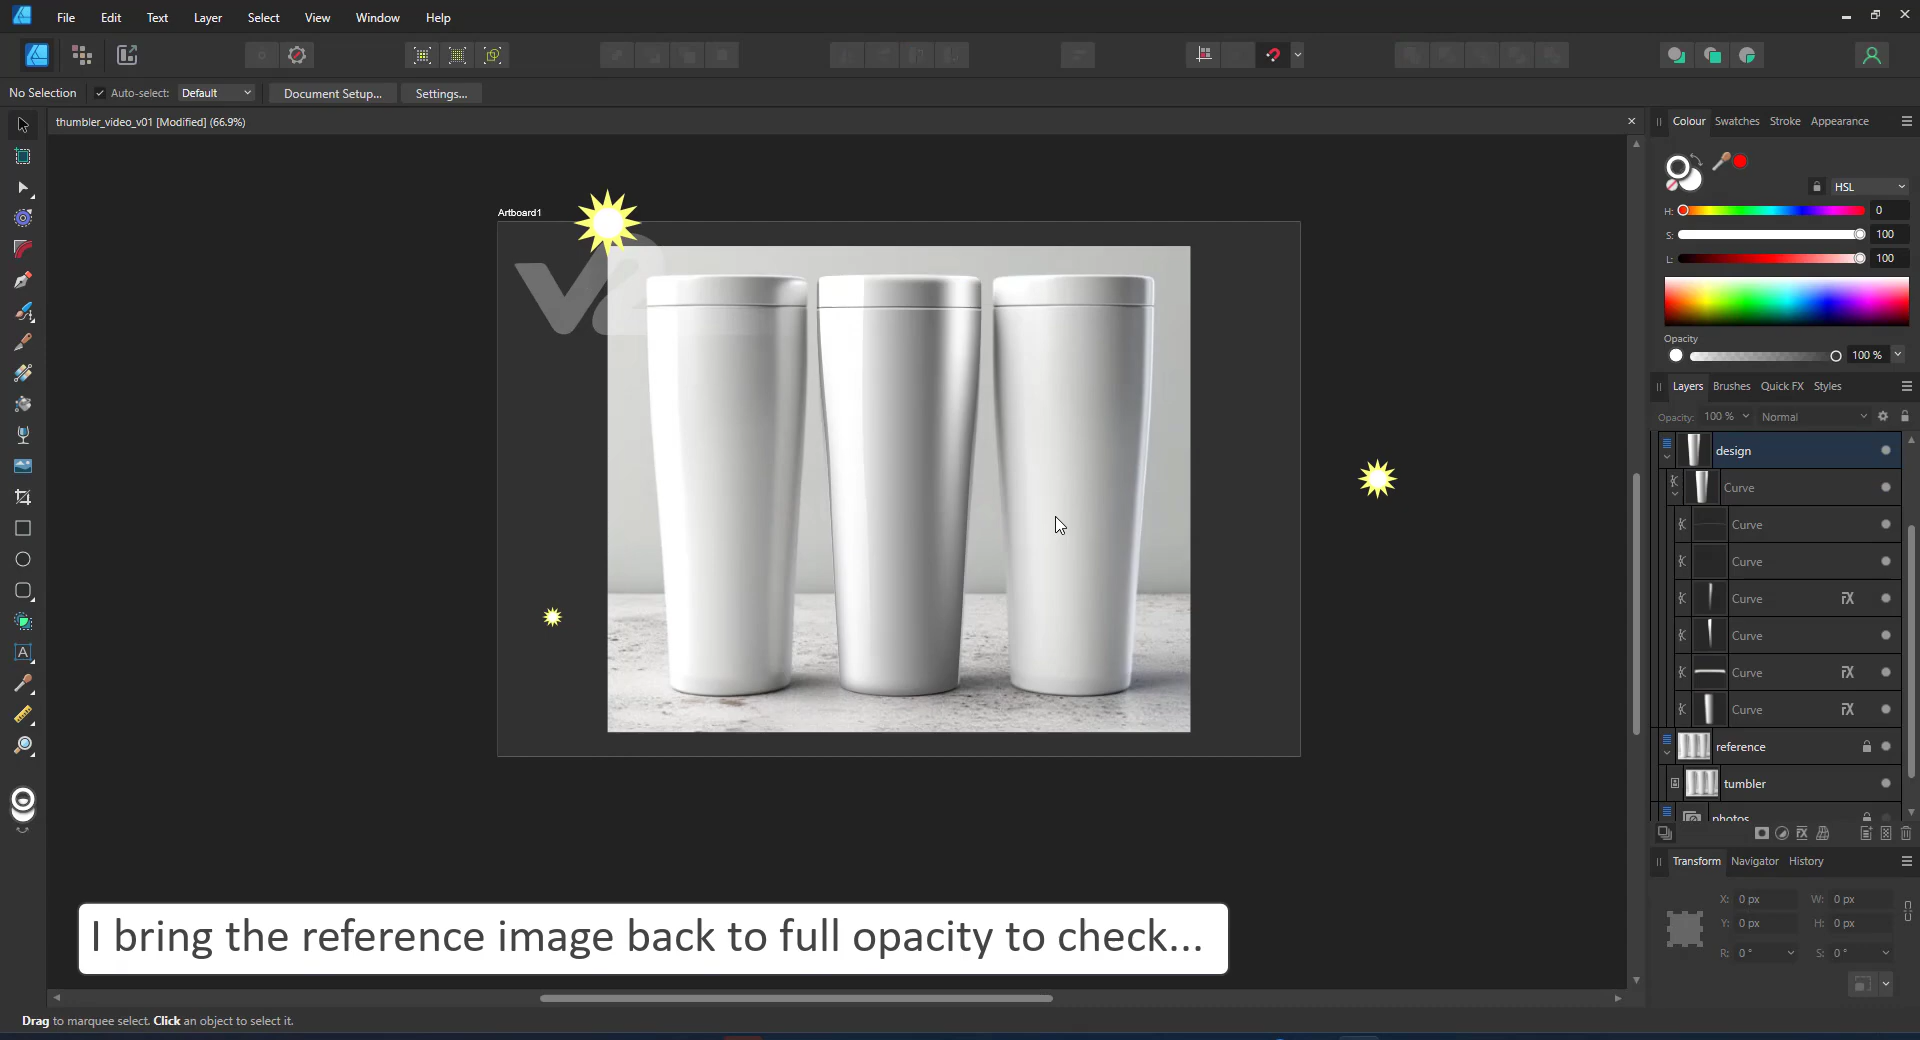 File Edit Text Layer Select View Window Help
No Selection Auto-select: Default Document Setup... Settings...
thumbler_video_v01 [Modified] (66.9%)
Colour Swatches Stroke Appearance
HSL
H: 0
S: 100
L: 100
Opacity
100 %
Layers Brushes Quick FX Styles
Opacity: 100 % Normal
Artboard1
V2
design
Curve
Curve
Curve
Curve
Curve
Curve
Curve
reference
tumbler
photos
Transform Navigator History
X: 0 px W: 0 px
Y: 0 px H: 0 px
R: 0 ° S: 0 °
I bring the reference image back to full opacity to check...
Drag to marquee select. Click an object to select it.